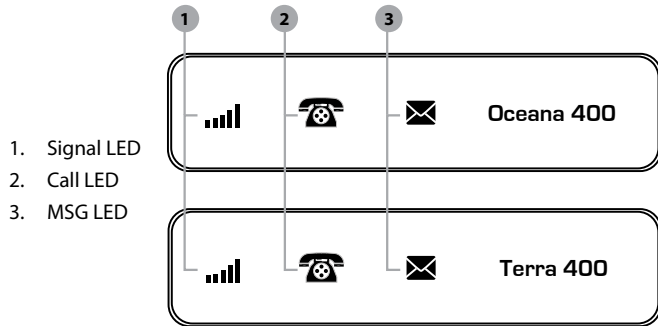 1 2 3
Oceana 400
1. Signal LED
2. Call LED
3. MSG LED
Terra 400